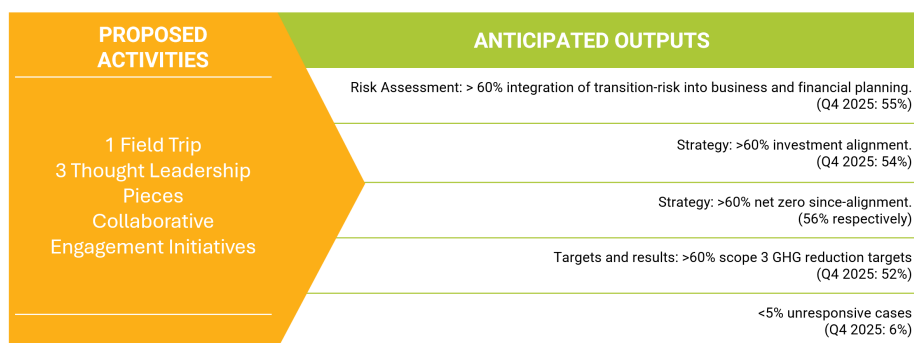 PROPOSED
ACTIVITIES
1 Field Trip
3 Thought Leadership
Pieces
Collaborative
Engagement Initiatives
ANTICIPATED OUTPUTS
Risk Assessment: > 60% integration of transition-risk into business and financial planning.
(Q4 2025: 55%)
Strategy: >60% investment alignment.
(Q4 2025: 54%)
Strategy: >60% net zero since-alignment.
(56% respectively)
Targets and results: >60% scope 3 GHG reduction targets
(Q4 2025: 52%)
<5% unresponsive cases
(Q4 2025: 6%)